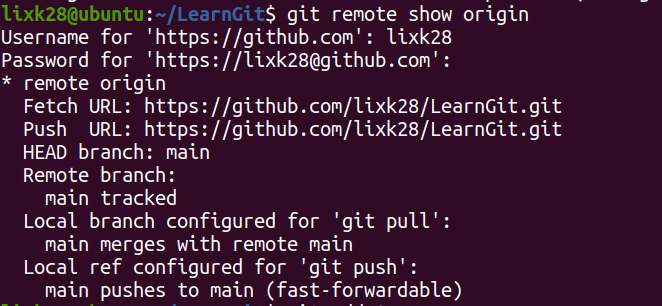 lixk28@ubuntu:~/LearnGit$ git remote show origin
Username for 'https://github.com': lixk28
Password for 'https://lixk28@github.com':
* remote origin
  Fetch URL: https://github.com/lixk28/LearnGit.git
  Push  URL: https://github.com/lixk28/LearnGit.git
  HEAD branch: main
  Remote branch:
    main tracked
  Local branch configured for 'git pull':
    main merges with remote main
  Local ref configured for 'git push':
    main pushes to main (fast-forwardable)